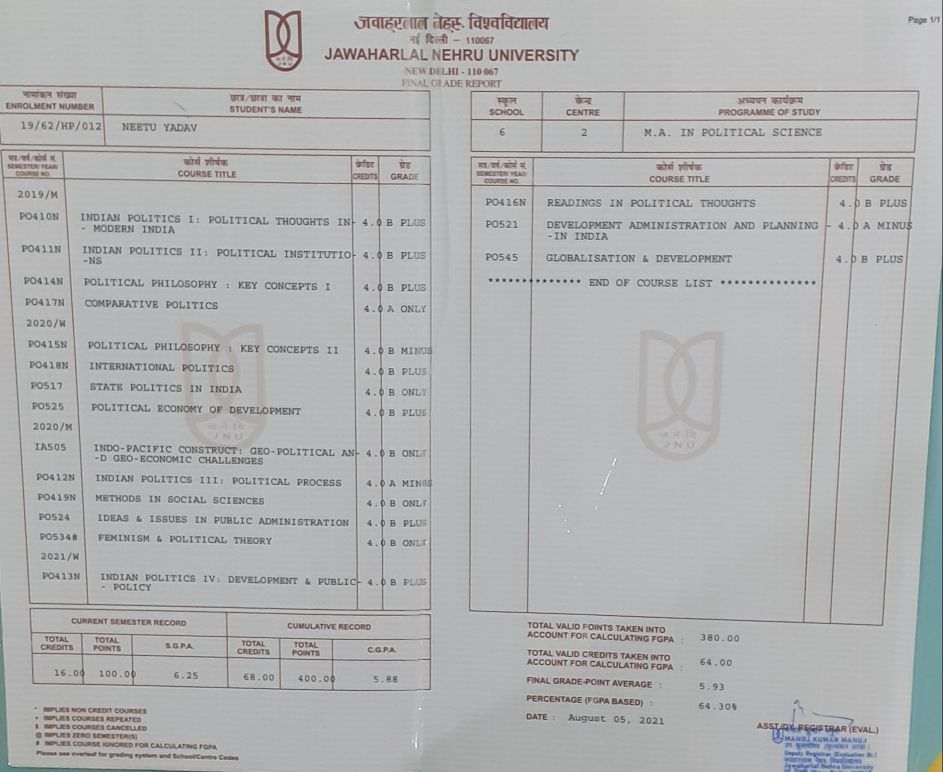 Page 1/1
जवाहरलाल नेहरू विश्वविद्यालय
नई दिल्ली – 110067
JAWAHARLAL NEHRU UNIVERSITY
NEW DELHI - 110 067
FINAL GRADE REPORT
नामांकन संख्या
ENROLMENT NUMBER
छात्र/छात्रा का नाम
STUDENT'S NAME
19/62/HP/012 NEETU YADAV
स्कूल
SCHOOL
केन्द्र
CENTRE
अध्ययन कार्यक्रम
PROGRAMME OF STUDY
6 2 M.A. IN POLITICAL SCIENCE
सत्र/वर्ष/कोर्स सं.
SEMESTER/ YEAR/
COURSE NO.
कोर्स शीर्षक
COURSE TITLE
क्रेडिट
CREDITS
ग्रेड
GRADE
2019/M
PO410N INDIAN POLITICS I: POLITICAL THOUGHTS IN- 4.0 B PLUS
- MODERN INDIA
PO411N INDIAN POLITICS II: POLITICAL INSTITUTIO- 4.0 B PLUS
-NS
PO414N POLITICAL PHILOSOPHY : KEY CONCEPTS I 4.0 B PLUS
PO417N COMPARATIVE POLITICS 4.0 A ONLY
2020/W
PO415N POLITICAL PHILOSOPHY : KEY CONCEPTS II 4.0 B MINUS
PO418N INTERNATIONAL POLITICS 4.0 B PLUS
PO517 STATE POLITICS IN INDIA 4.0 B ONLY
PO525 POLITICAL ECONOMY OF DEVELOPMENT 4.0 B PLUS
2020/M
IA505 INDO-PACIFIC CONSTRUCT: GEO-POLITICAL AN- 4.0 B ONLY
-D GEO-ECONOMIC CHALLENGES
PO412N INDIAN POLITICS III: POLITICAL PROCESS 4.0 A MINUS
PO419N METHODS IN SOCIAL SCIENCES 4.0 B ONLY
PO524 IDEAS & ISSUES IN PUBLIC ADMINISTRATION 4.0 B PLUS
PO534# FEMINISM & POLITICAL THEORY 4.0 B ONLY
2021/W
PO413N INDIAN POLITICS IV: DEVELOPMENT & PUBLIC- 4.0 B PLUS
- POLICY
सत्र/वर्ष/कोर्स सं.
SEMESTER/ YEAR/
COURSE NO.
कोर्स शीर्षक
COURSE TITLE
क्रेडिट
CREDITS
ग्रेड
GRADE
PO416N READINGS IN POLITICAL THOUGHTS 4.0 B PLUS
PO521 DEVELOPMENT ADMINISTRATION AND PLANNING - 4.0 A MINUS
-IN INDIA
PO545 GLOBALISATION & DEVELOPMENT 4.0 B PLUS
************** END OF COURSE LIST **************
JNU
JNU
CURRENT SEMESTER RECORD CUMULATIVE RECORD
TOTAL CREDITS TOTAL POINTS S.G.P.A. TOTAL CREDITS TOTAL POINTS C.G.P.A.
16.00 100.00 6.25 68.00 400.00 5.88
TOTAL VALID POINTS TAKEN INTO
ACCOUNT FOR CALCULATING FGPA : 380.00
TOTAL VALID CREDITS TAKEN INTO
ACCOUNT FOR CALCULATING FGPA : 64.00
FINAL GRADE-POINT AVERAGE : 5.93
PERCENTAGE (FGPA BASED) : 64.30%
DATE : August 05, 2021
ASST./DY. REGISTRAR (EVAL.)
MANOJ KUMAR MANUJ
Deputy Registrar (Evaluation
Jawaharlal Nehru University
* IMPLIES NON CREDIT COURSES
+ IMPLIES COURSES REPEATED
$ IMPLIES COURSES CANCELLED
@ IMPLIES ZERO SEMESTER(S)
# IMPLIES COURSE IGNORED FOR CALCULATING FGPA
Please see overleaf for grading system and School/Centre Codes